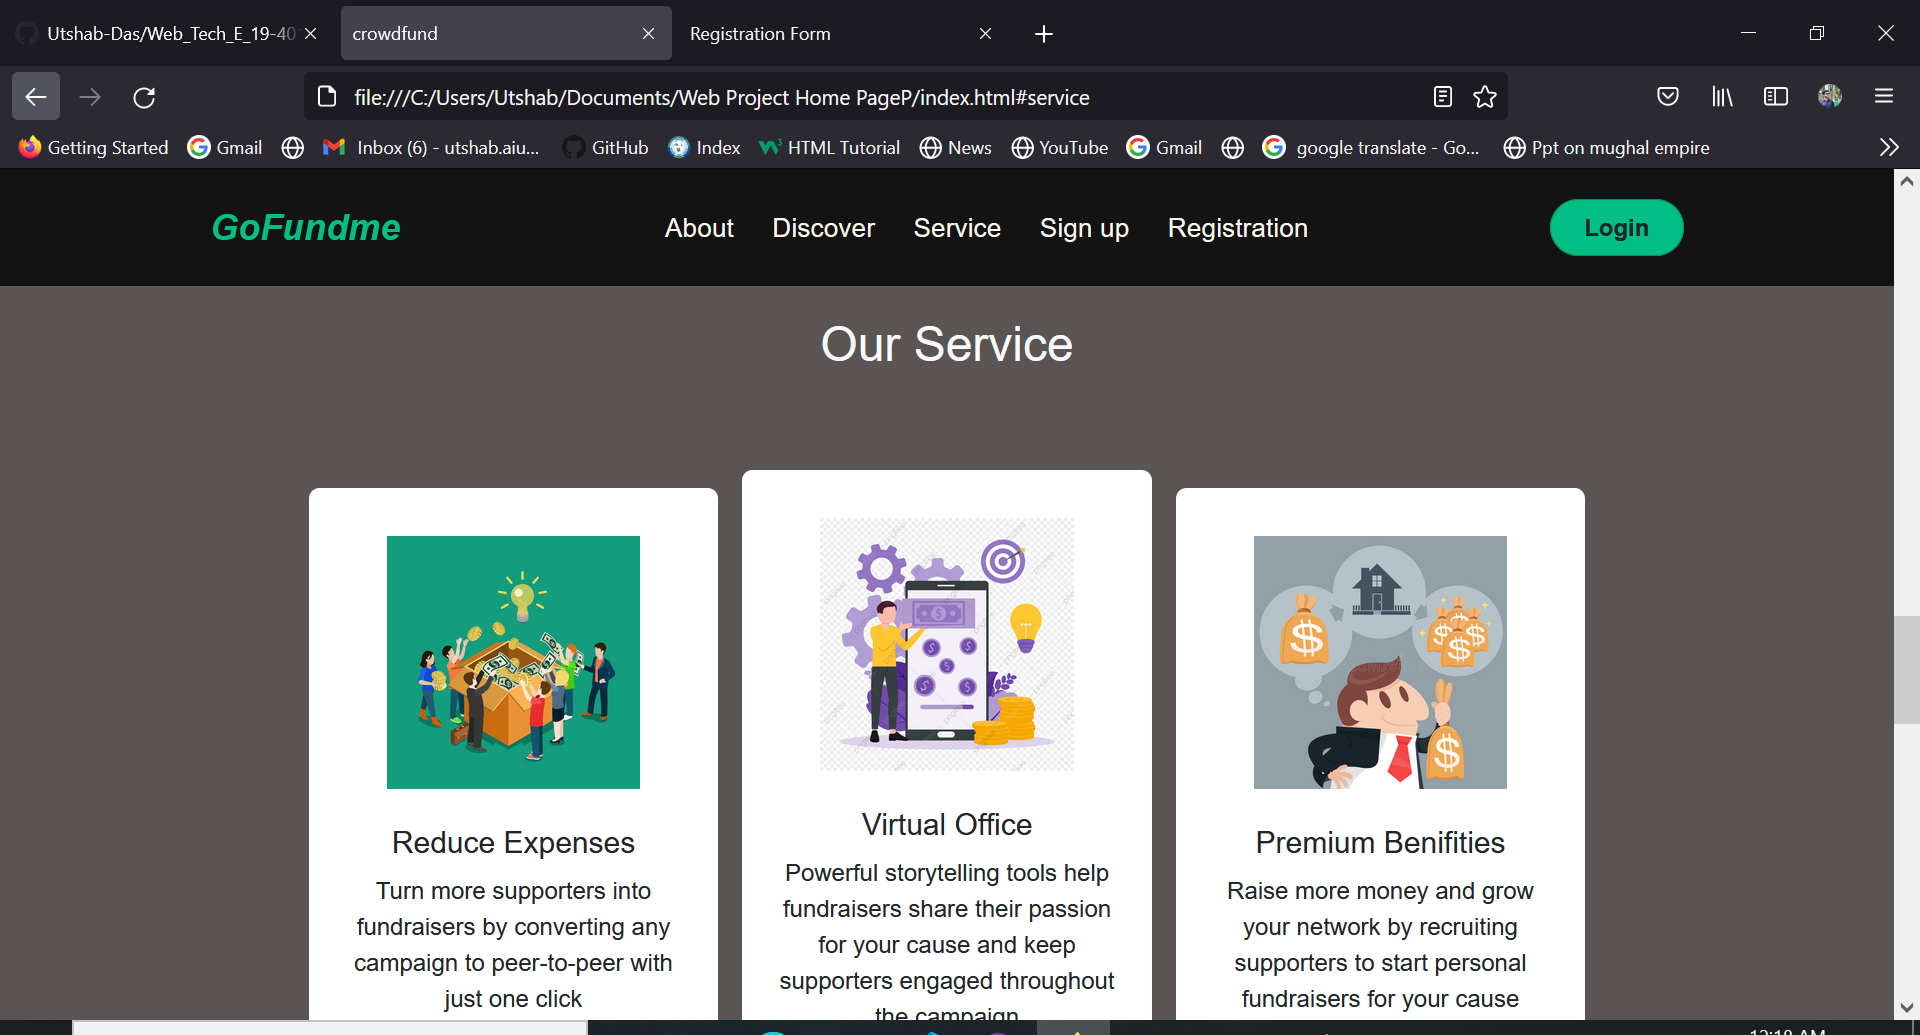 Utshab-Das/Web_Tech_E_19-40
crowdfund
Registration Form
file:///C:/Users/Utshab/Documents/Web Project Home PageP/index.html#service
Getting Started
Gmail
Inbox (6) - utshab.aiu...
GitHub
Index
HTML Tutorial
News
YouTube
Gmail
google translate - Go...
Ppt on mughal empire
GoFundme
About
Discover
Service
Sign up
Registration
Login
Our Service
Reduce Expenses
Turn more supporters into
fundraisers by converting any
campaign to peer-to-peer with
just one click
Virtual Office
Powerful storytelling tools help
fundraisers share their passion
for your cause and keep
supporters engaged throughout
the campaign
Premium Benifities
Raise more money and grow
your network by recruiting
supporters to start personal
fundraisers for your cause